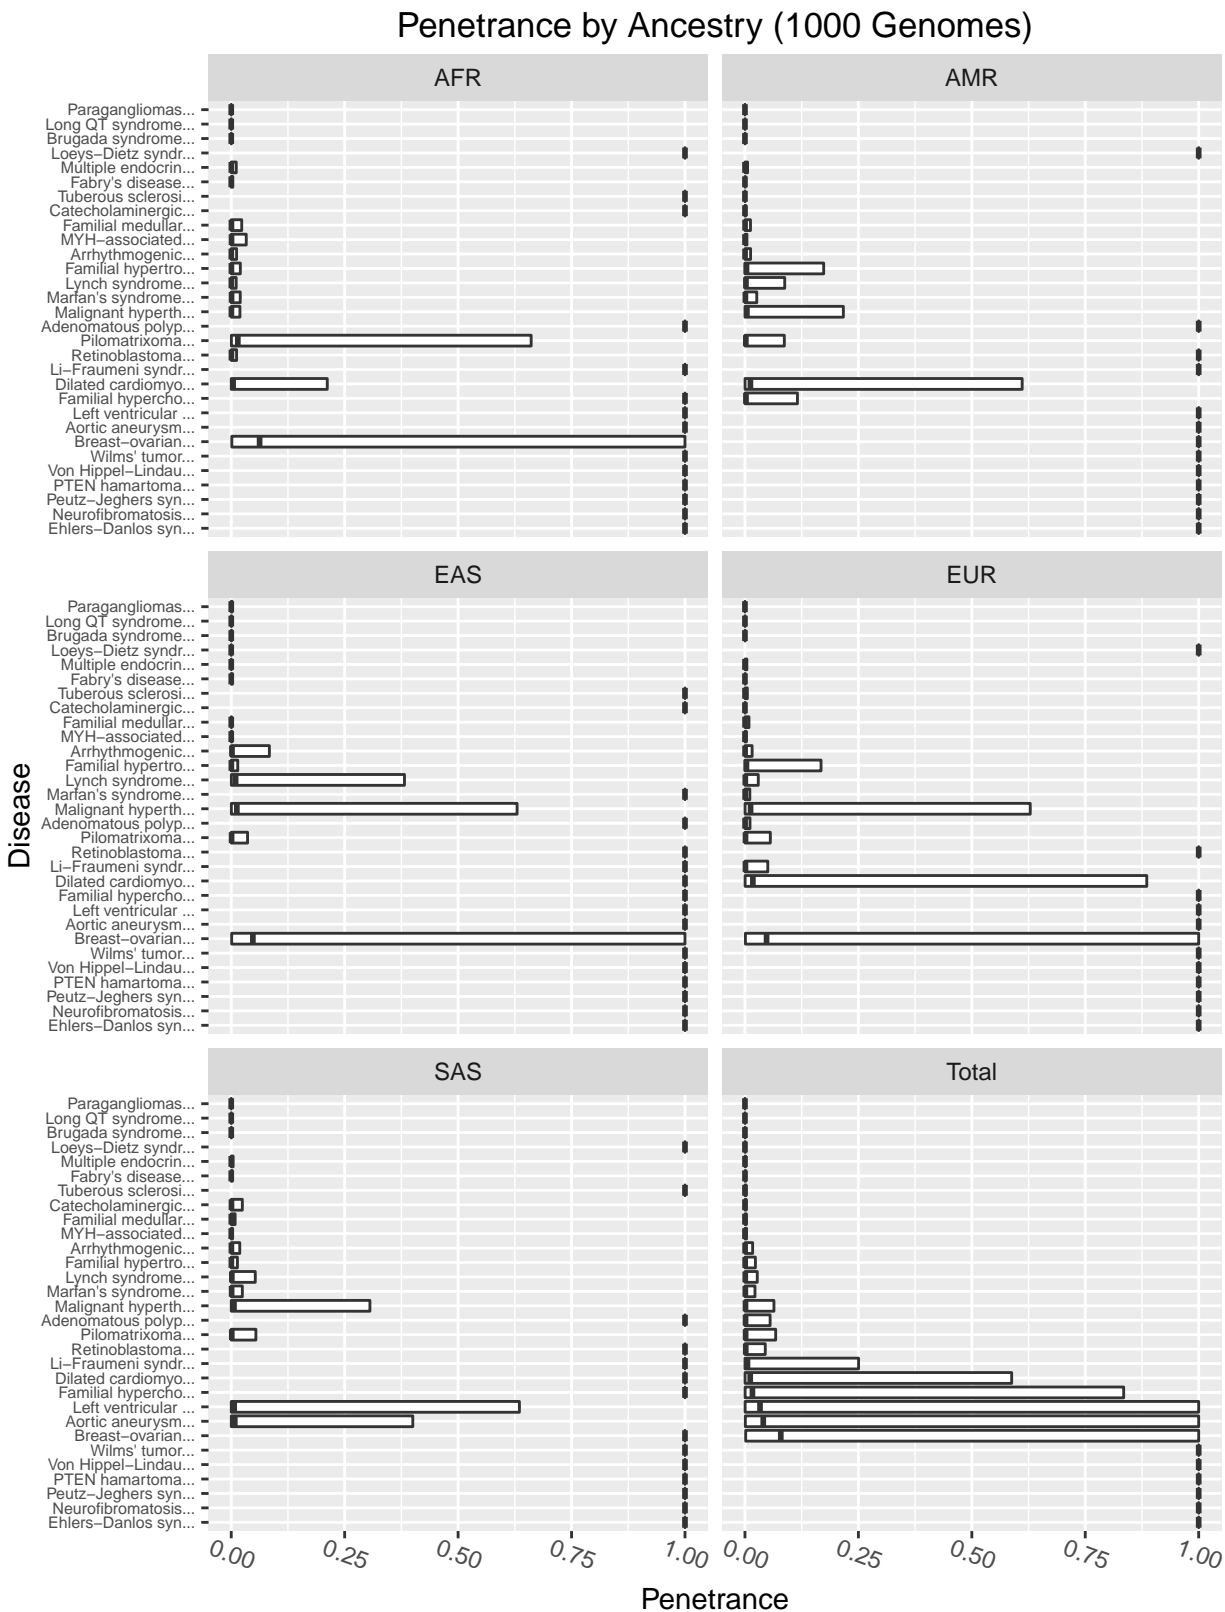 Penetrance by Ancestry (1000 Genomes)
AFR
AMR
Paragangliomas...
Long QT syndrome...
Brugada syndrome...
Loeys−Dietz syndr...
Multiple endocrin...
Fabry's disease...
Tuberous sclerosi...
Catecholaminergic...
Familial medullar...
MYH−associated...
Arrhythmogenic...
Familial hypertro...
Lynch syndrome...
Marfan's syndrome...
Malignant hyperth...
Adenomatous polyp...
Pilomatrixoma...
Retinoblastoma...
Li−Fraumeni syndr...
Dilated cardiomyo...
Familial hypercho...
Left ventricular ...
Aortic aneurysm...
Breast−ovarian...
Wilms' tumor...
Von Hippel−Lindau...
PTEN hamartoma...
Peutz−Jeghers syn...
Neurofibromatosis...
Ehlers−Danlos syn...
EAS
EUR
Paragangliomas...
Long QT syndrome...
Brugada syndrome...
Loeys−Dietz syndr...
Multiple endocrin...
Fabry's disease...
Tuberous sclerosi...
Catecholaminergic...
Familial medullar...
MYH−associated...
Arrhythmogenic...
Familial hypertro...
Lynch syndrome...
Marfan's syndrome...
Malignant hyperth...
Adenomatous polyp...
Pilomatrixoma...
Retinoblastoma...
Li−Fraumeni syndr...
Dilated cardiomyo...
Familial hypercho...
Left ventricular ...
Aortic aneurysm...
Breast−ovarian...
Wilms' tumor...
Von Hippel−Lindau...
PTEN hamartoma...
Peutz−Jeghers syn...
Neurofibromatosis...
Ehlers−Danlos syn...
Disease
SAS
Total
Paragangliomas...
Long QT syndrome...
Brugada syndrome...
Loeys−Dietz syndr...
Multiple endocrin...
Fabry's disease...
Tuberous sclerosi...
Catecholaminergic...
Familial medullar...
MYH−associated...
Arrhythmogenic...
Familial hypertro...
Lynch syndrome...
Marfan's syndrome...
Malignant hyperth...
Adenomatous polyp...
Pilomatrixoma...
Retinoblastoma...
Li−Fraumeni syndr...
Dilated cardiomyo...
Familial hypercho...
Left ventricular ...
Aortic aneurysm...
Breast−ovarian...
Wilms' tumor...
Von Hippel−Lindau...
PTEN hamartoma...
Peutz−Jeghers syn...
Neurofibromatosis...
Ehlers−Danlos syn...
0.00 0.25 0.50 0.75 1.00
0.00 0.25 0.50 0.75 1.00
Penetrance